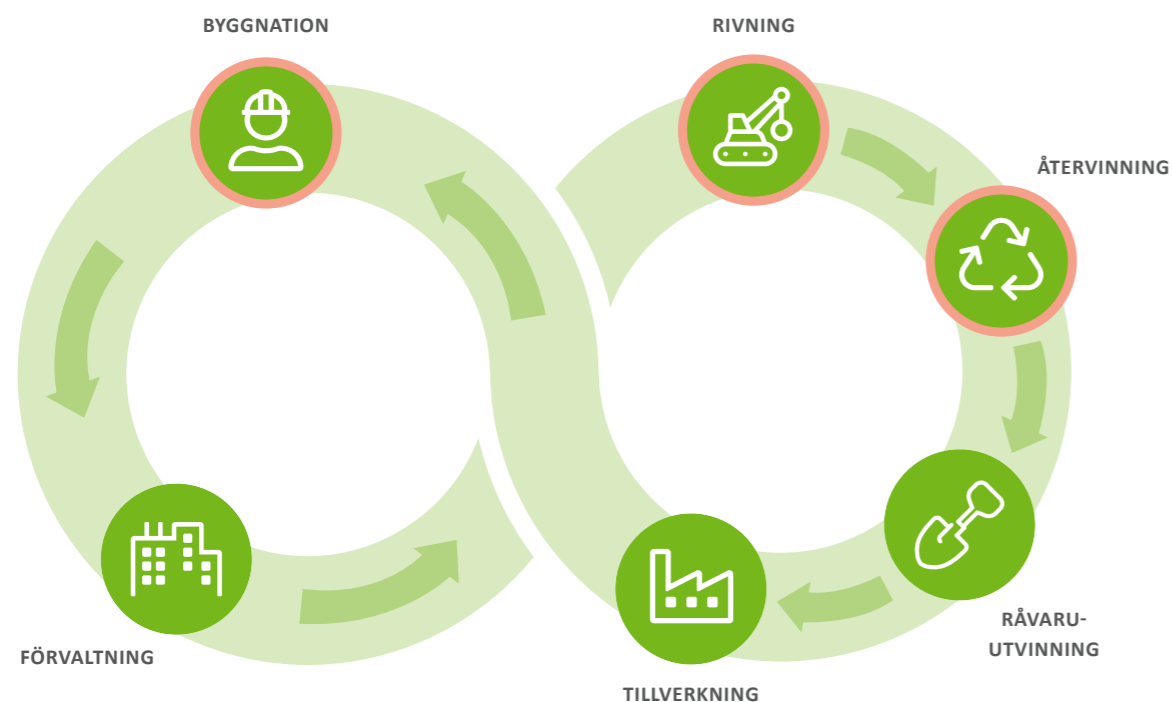 BYGGNATION
RIVNING
ÅTERVINNING
RÅVARU-
UTVINNING
TILLVERKNING
FÖRVALTNING